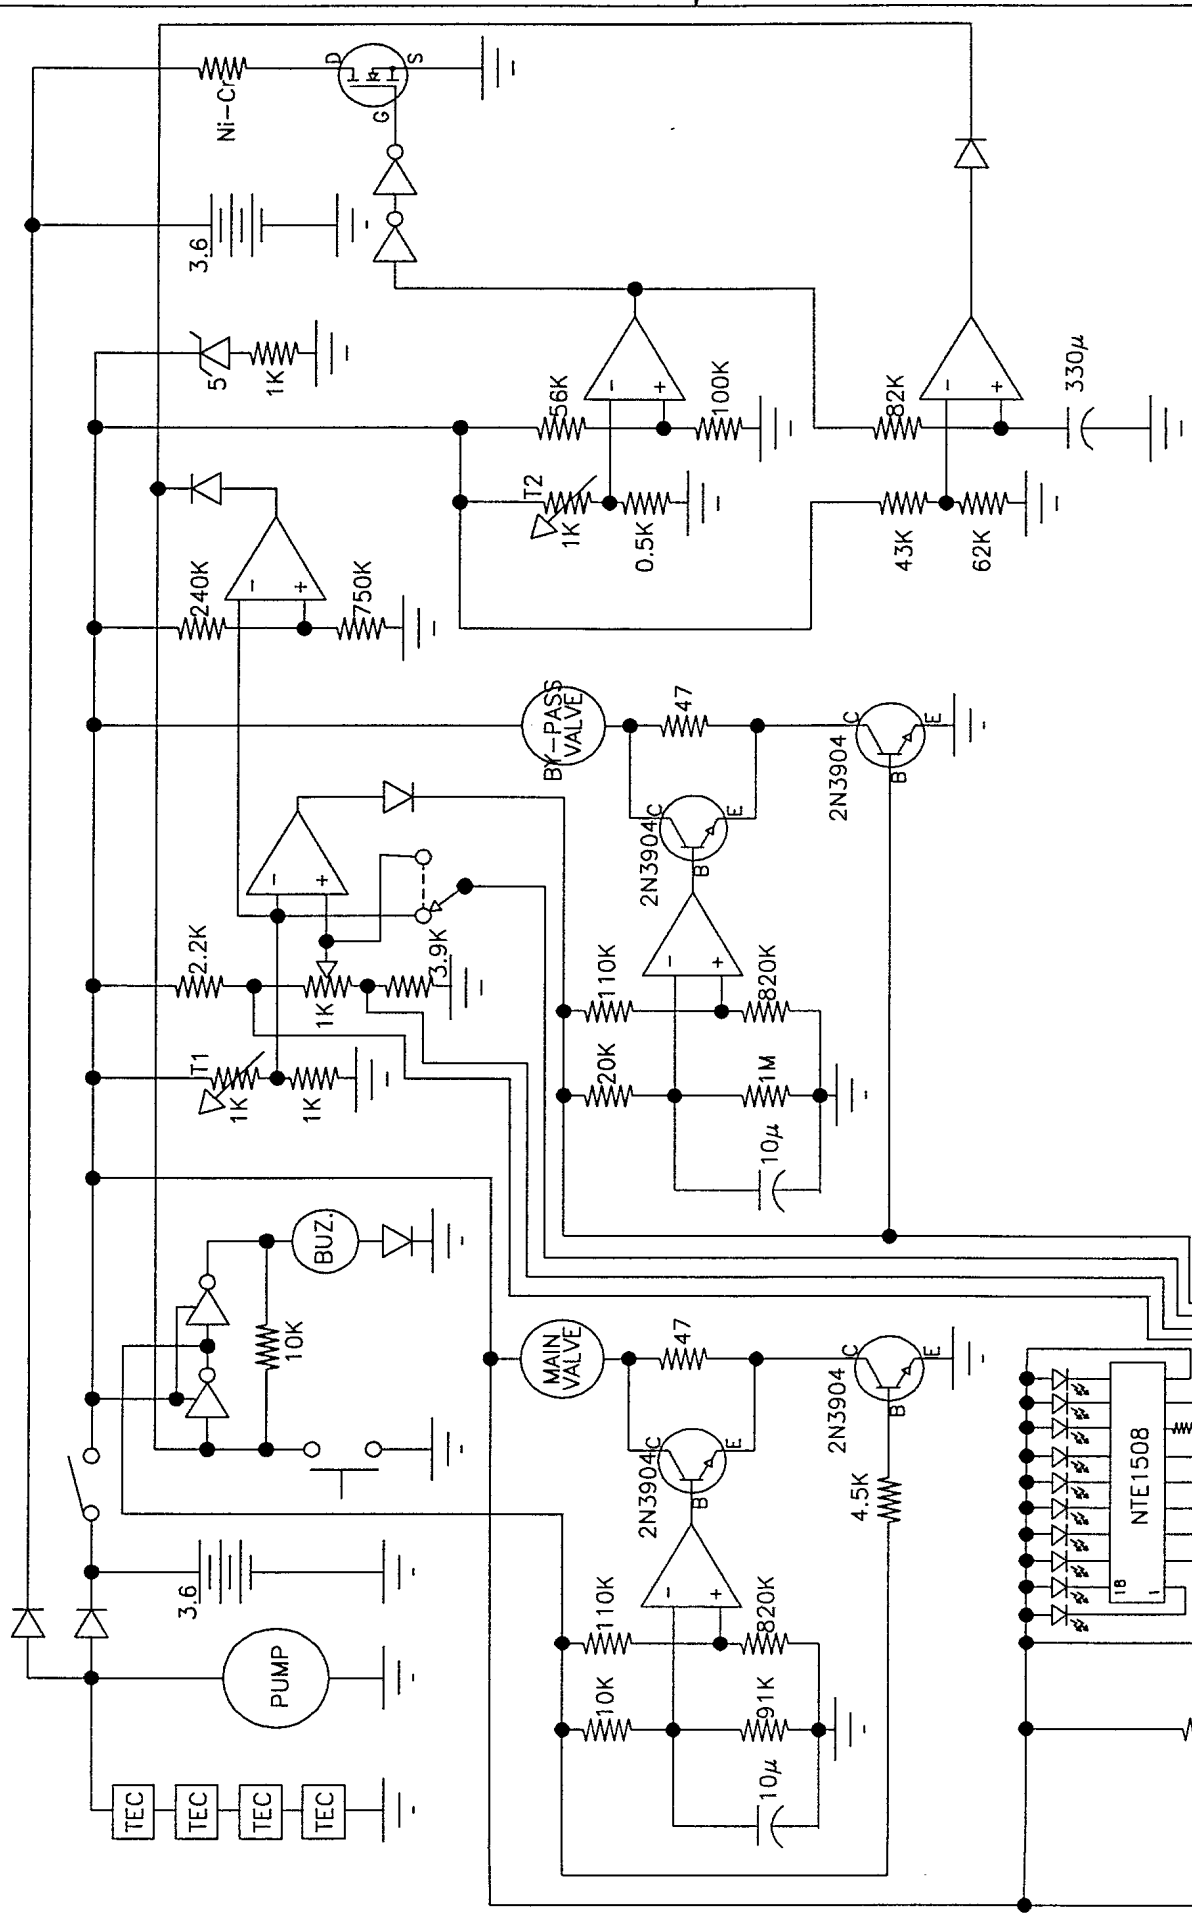 D
S
G
Ni-Cr
3.6
5
1K
56K
-
+
100K
T2
1K
0.5K
82K
-
+
330μ
43K
62K
240K
-
+
750K
BY-PASS
VALVE
47
2N3904
C
B
E
2N3904
C
B
E
-
+
2.2K
1K
3.9K
T1
1K
1K
110K
-
+
820K
20K
1M
10μ
BUZ.
10K
MAIN
VALVE
47
2N3904
C
B
E
2N3904
C
B
E
4.5K
3.6
PUMP
TEC
TEC
TEC
TEC
110K
-
+
820K
10K
91K
10μ
NTE1508
18
1